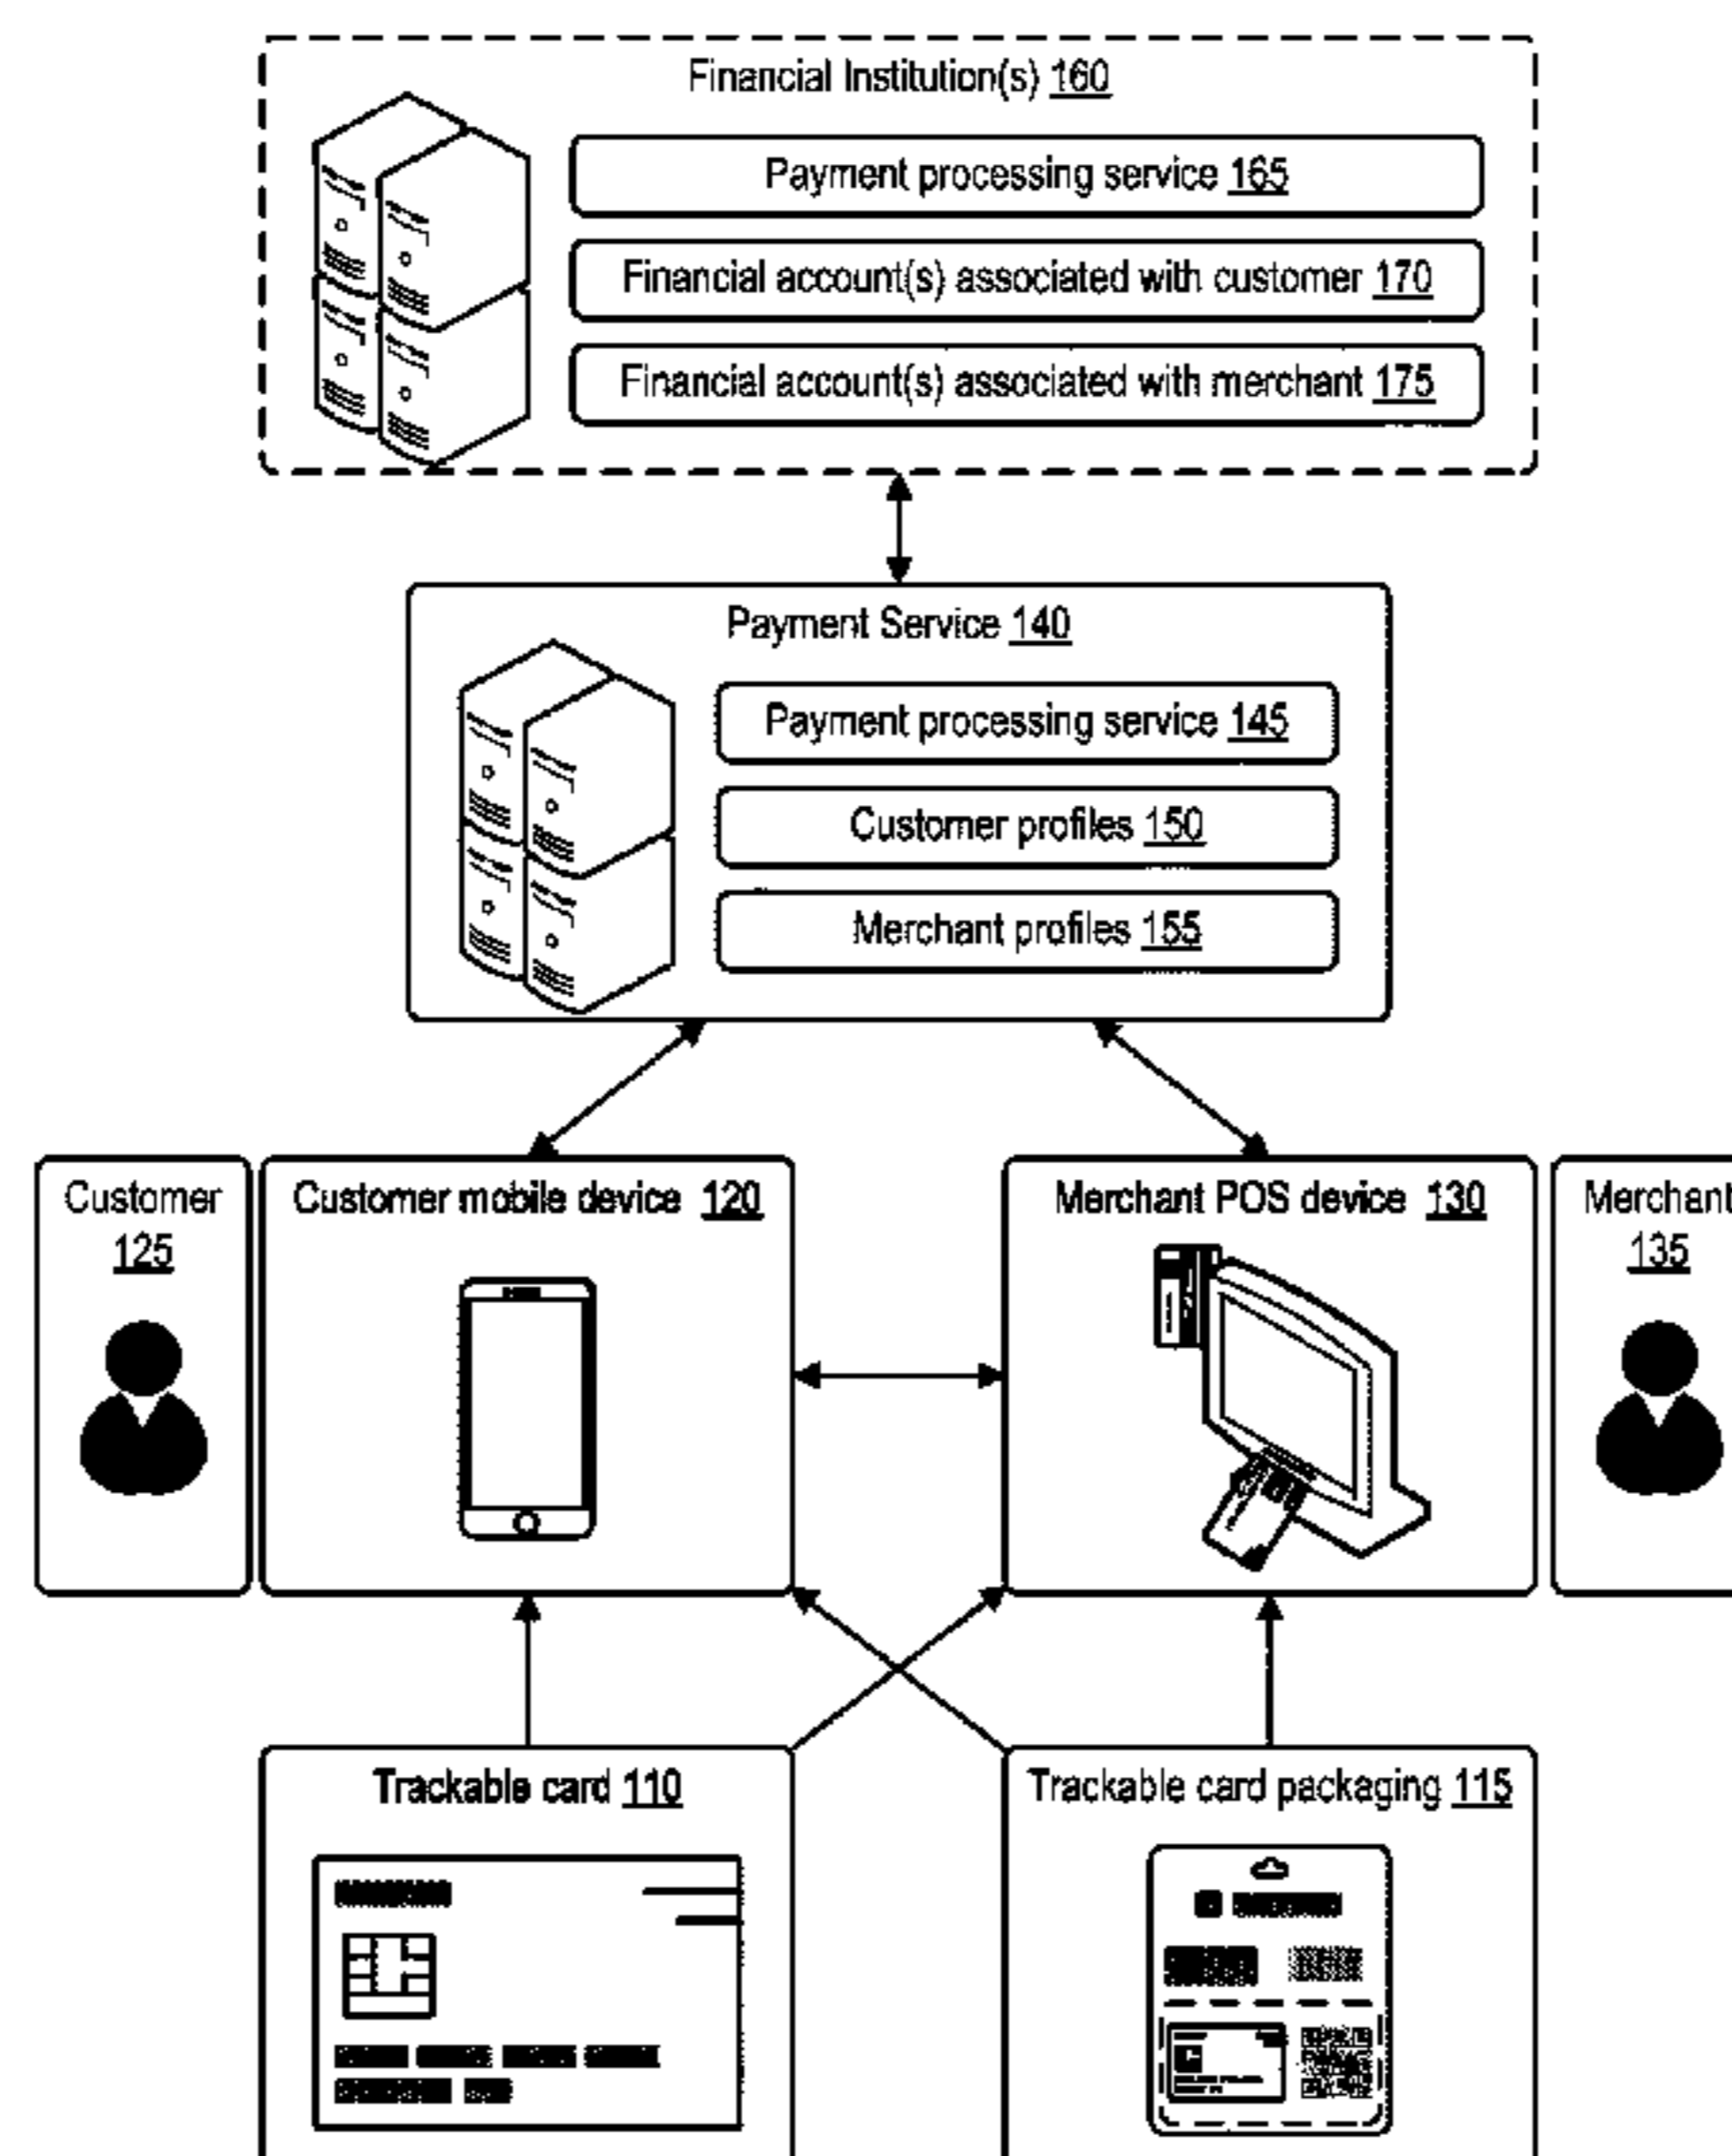 Financial Institution(s) 160
Payment processing service 165
Financial account(s) associated with customer 170
Financial account(s) associated with merchant 175
Payment Service 140
Payment processing service 145
Customer profiles 150
Merchant profiles 155
Customer
125
Customer mobile device 120
Merchant POS device 130
Merchant
135
Trackable card 110
Trackable card packaging 115